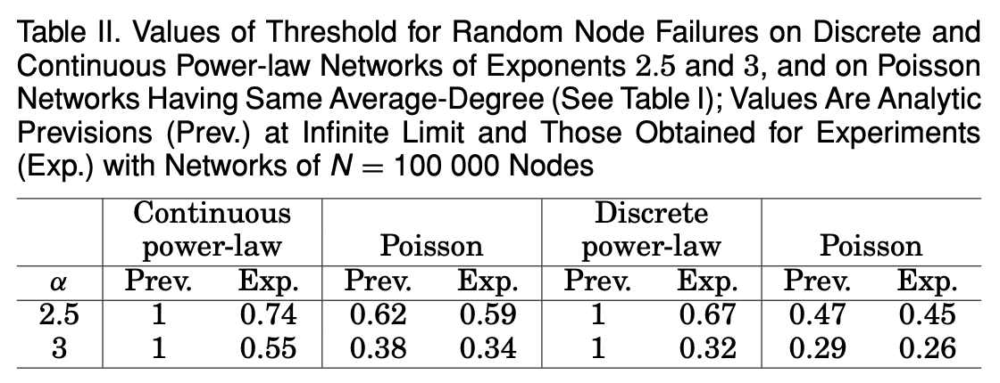 Table II. Values of Threshold for Random Node Failures on Discrete and
Continuous Power-law Networks of Exponents 2.5 and 3, and on Poisson
Networks Having Same Average-Degree (See Table I); Values Are Analytic
Previsions (Prev.) at Infinite Limit and Those Obtained for Experiments
(Exp.) with Networks of N = 100 000 Nodes
Continuous Discrete
power-law Poisson power-law Poisson
α Prev. Exp. Prev. Exp. Prev. Exp. Prev. Exp.
2.5 1 0.74 0.62 0.59 1 0.67 0.47 0.45
3 1 0.55 0.38 0.34 1 0.32 0.29 0.26